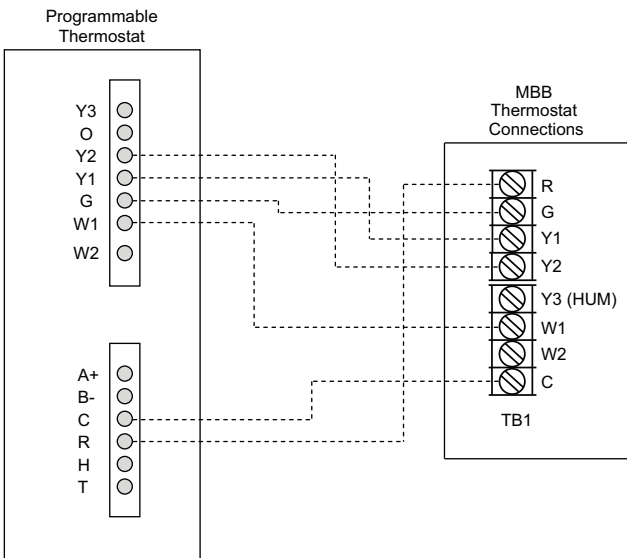 Programmable
Thermostat
Y3
O
Y2
Y1
G
W1
W2
A+
B-
C
R
H
T
MBB
Thermostat
Connections
R
G
Y1
Y2
Y3 (HUM)
W1
W2
C
TB1